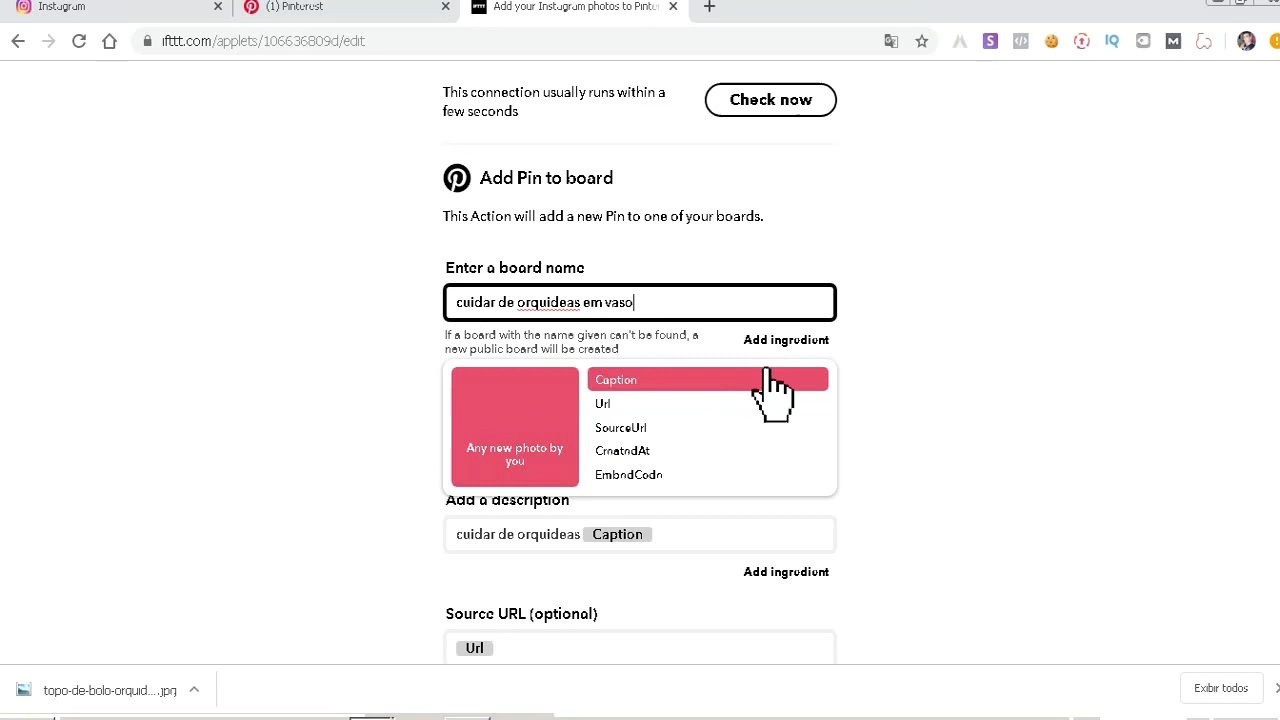 Instagram
(1) Pinterest
Add your Instagram photos to Pinter
IFTTT
ifttt.com/applets/106636809d/edit
S
IQ
M
This connection usually runs within a
few seconds
Check now
Add Pin to board
This Action will add a new Pin to one of your boards.
Enter a board name
cuidar de orquideas em vaso
If a board with the name given can't be found, a
new public board will be created
Add ingredient
Any new photo by
you
Caption
Url
SourceUrl
CreatedAt
EmbedCode
Add a description
cuidar de orquideas Caption
Add ingredient
Source URL (optional)
Url
topo-de-bolo-orquid....jpg
Exibir todos